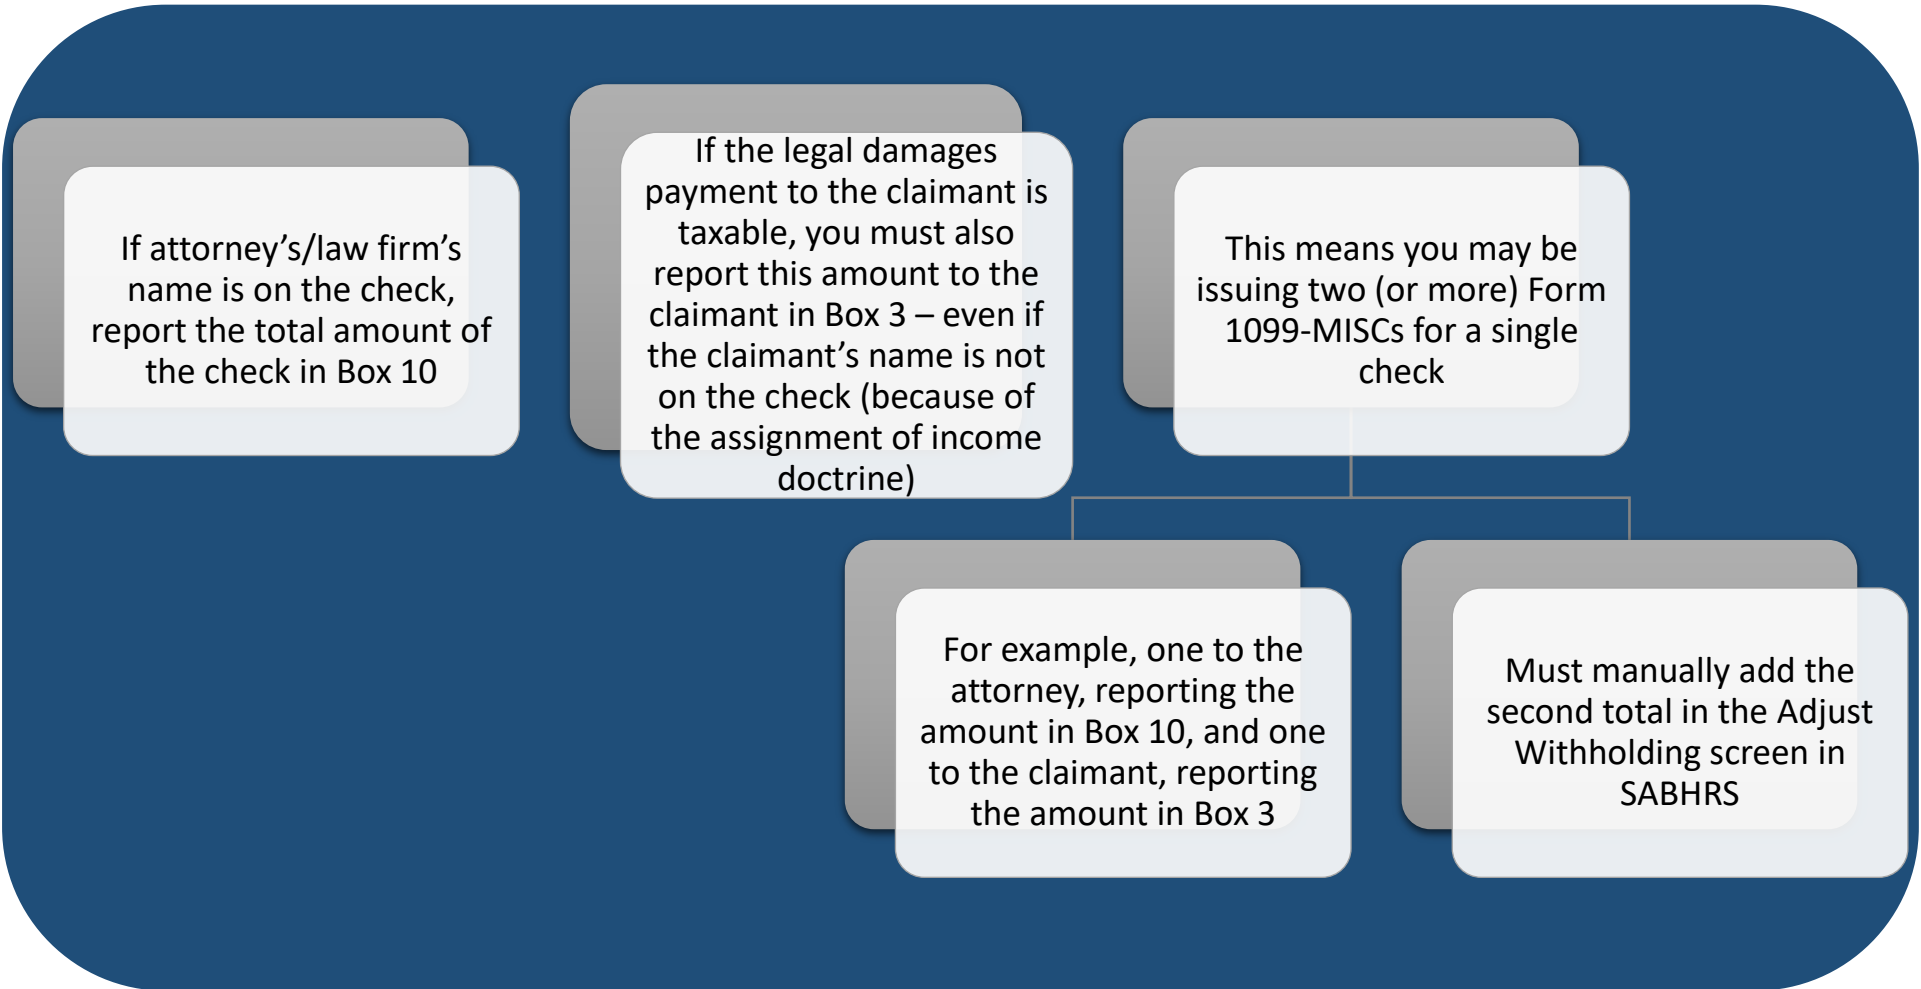 If attorney’s/law firm’s
name is on the check,
report the total amount of
the check in Box 10
If the legal damages
payment to the claimant is
taxable, you must also
report this amount to the
claimant in Box 3 – even if
the claimant’s name is not
on the check (because of
the assignment of income
doctrine)
This means you may be
issuing two (or more) Form
1099-MISCs for a single
check
For example, one to the
attorney, reporting the
amount in Box 10, and one
to the claimant, reporting
the amount in Box 3
Must manually add the
second total in the Adjust
Withholding screen in
SABHRS